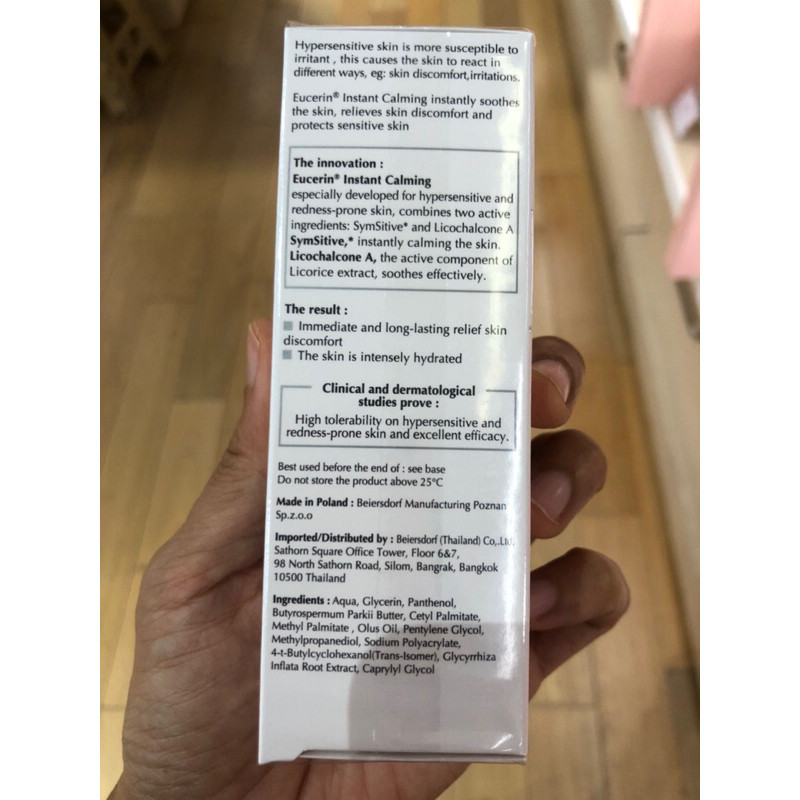 Hypersensitive skin is more susceptible to
irritant , this causes the skin to react in
different ways, eg: skin discomfort,irritations.
Eucerin® Instant Calming instantly soothes
the skin, relieves skin discomfort and
protects sensitive skin
The innovation :
Eucerin® Instant Calming
especially developed for hypersensitive and
redness-prone skin, combines two active
ingredients: SymSitive* and Licochalcone A
SymSitive,* instantly calming the skin.
Licochalcone A, the active component of
Licorice extract, soothes effectively.
The result :
Immediate and long-lasting relief skin
discomfort
The skin is intensely hydrated
Clinical and dermatological
studies prove :
High tolerability on hypersensitive and
redness-prone skin and excellent efficacy.
Best used before the end of : see base
Do not store the product above 25°C
Made in Poland : Beiersdorf Manufacturing Poznan
Sp.z.o.o
Imported/Distributed by : Beiersdorf (Thailand) Co,.Ltd.
Sathorn Square Office Tower, Floor 6&7,
98 North Sathorn Road, Silom, Bangrak, Bangkok
10500 Thailand
Ingredients : Aqua, Glycerin, Panthenol,
Butyrospermum Parkii Butter, Cetyl Palmitate,
Methyl Palmitate , Olus Oil, Pentylene Glycol,
Methylpropanediol, Sodium Polyacrylate,
4-t-Butylcyclohexanol(Trans-Isomer), Glycyrrhiza
Inflata Root Extract, Caprylyl Glycol